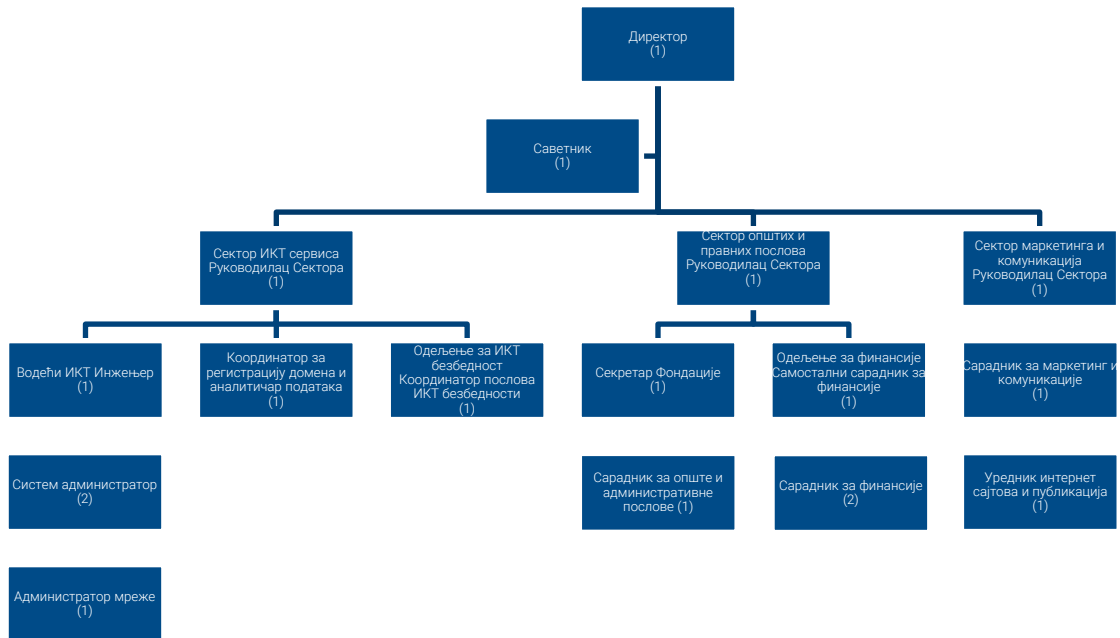 Директор
(1)
Саветник
(1)
Сектор ИКТ сервиса
Руководилац Сектора
(1)
Сектор општих и
правних послова
Руководилац Сектора
(1)
Сектор маркетинга и
комуникација
Руководилац Сектора
(1)
Водећи ИКТ Инжењер
(1)
Координатор за
регистрацију домена и
аналитичар података
(1)
Одељење за ИКТ
безбедност
Координатор послова
ИКТ безбедности
(1)
Секретар Фондације
(1)
Одељење за финансије
Самостални сарадник за
финансије
(1)
Сарадник за маркетинг и
комуникације
(1)
Систем администратор
(2)
Сарадник за опште и
административне
послове (1)
Сарадник за финансије
(2)
Уредник интернет
сајтова и публикација
(1)
Администратор мреже
(1)